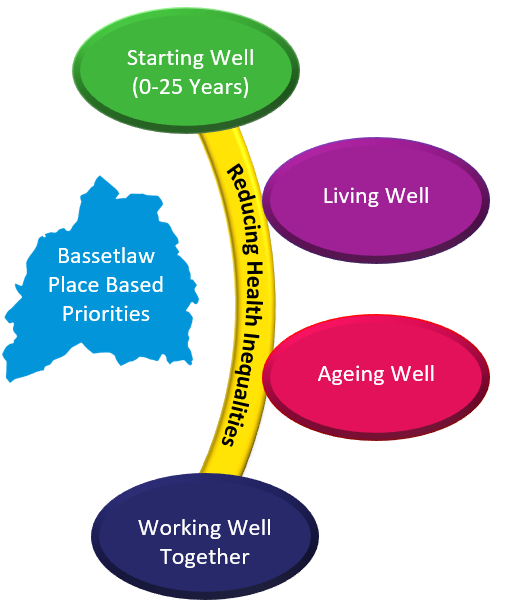 Starting Well
(0-25 Years)
Reducing Health Inequalities
Living Well
Bassetlaw
Place Based
Priorities
Ageing Well
Working Well
Together